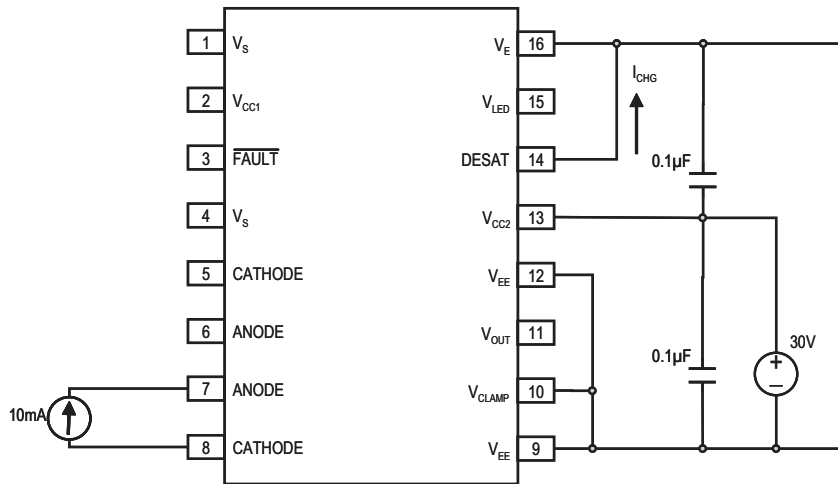 1 V_S
2 V_CC1
3 FAULT
4 V_S
5 CATHODE
6 ANODE
7 ANODE
8 CATHODE
10mA
V_E 16
V_LED 15
DESAT 14
V_CC2 13
V_EE 12
V_OUT 11
V_CLAMP 10
V_EE 9
I_CHG
0.1µF
0.1µF
30V
+
–